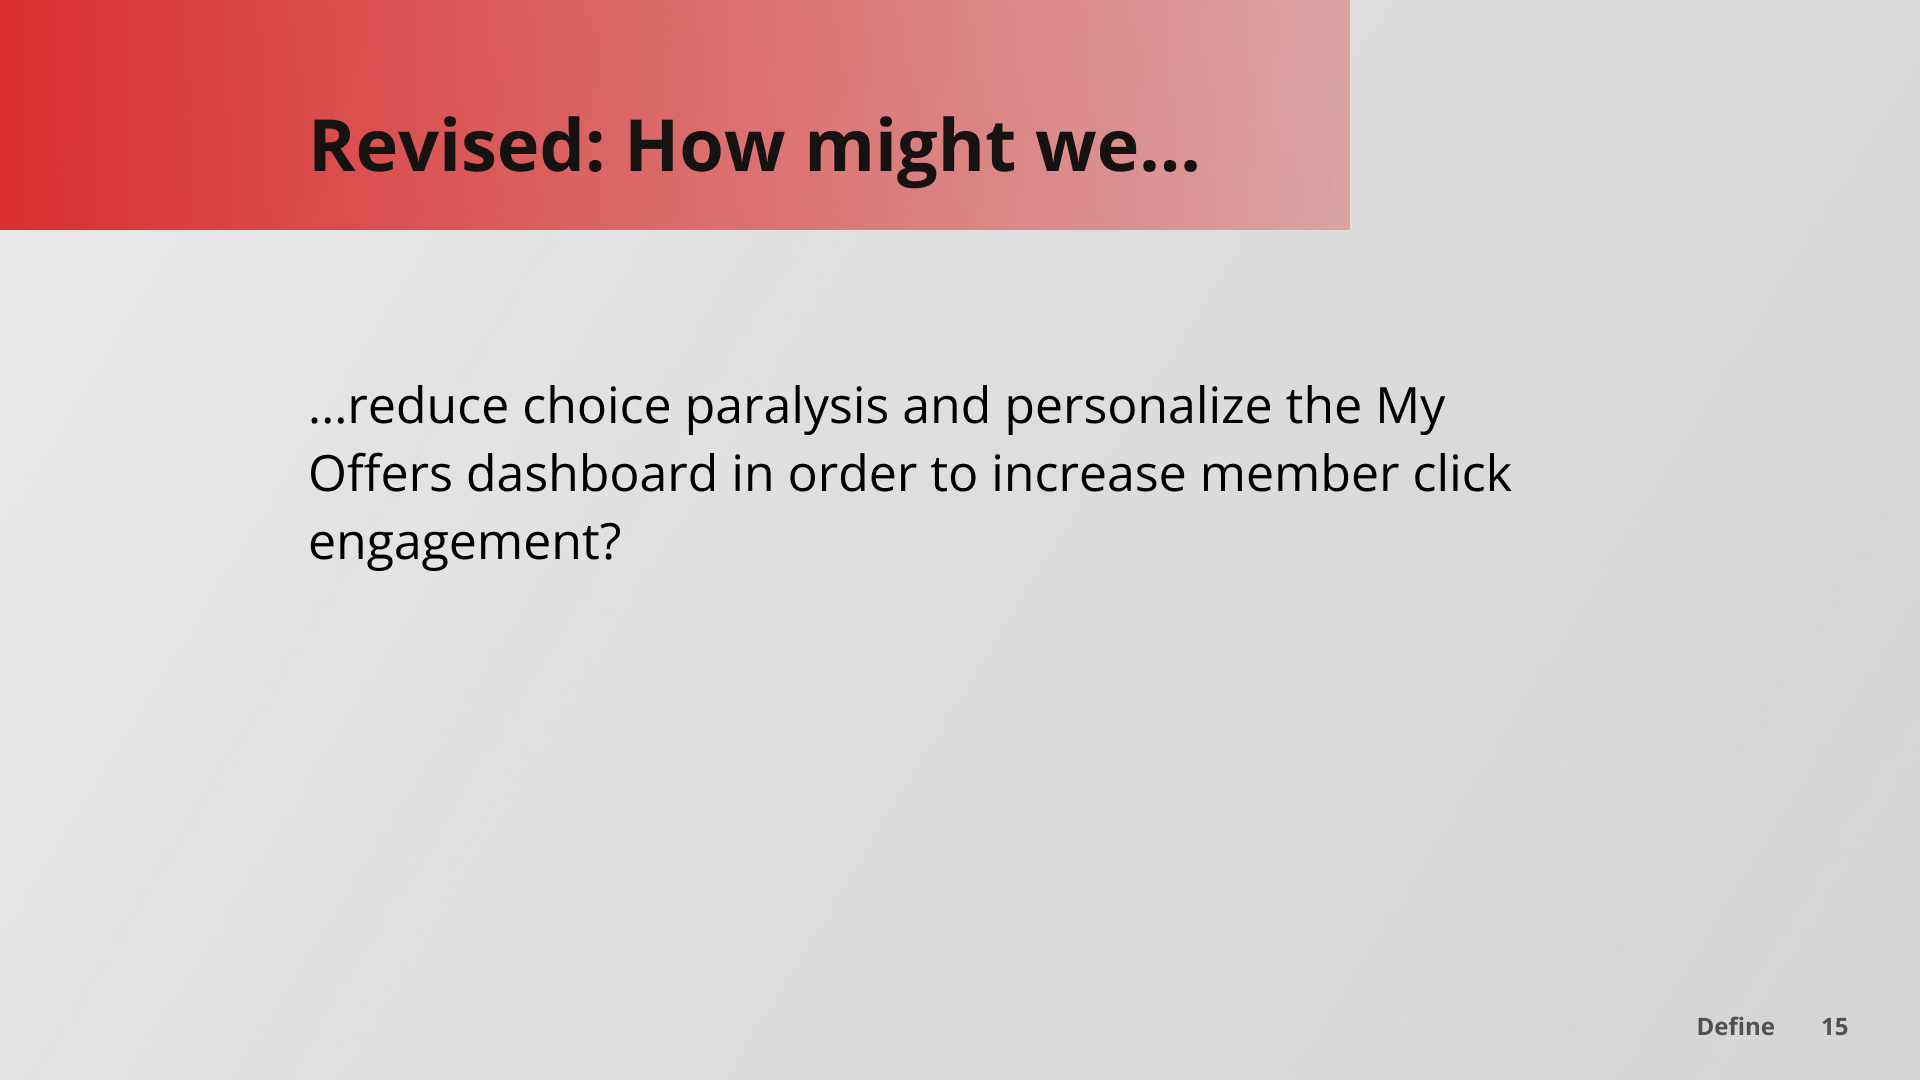 Revised: How might we...
...reduce choice paralysis and personalize the My
Offers dashboard in order to increase member click
engagement?
Define 15